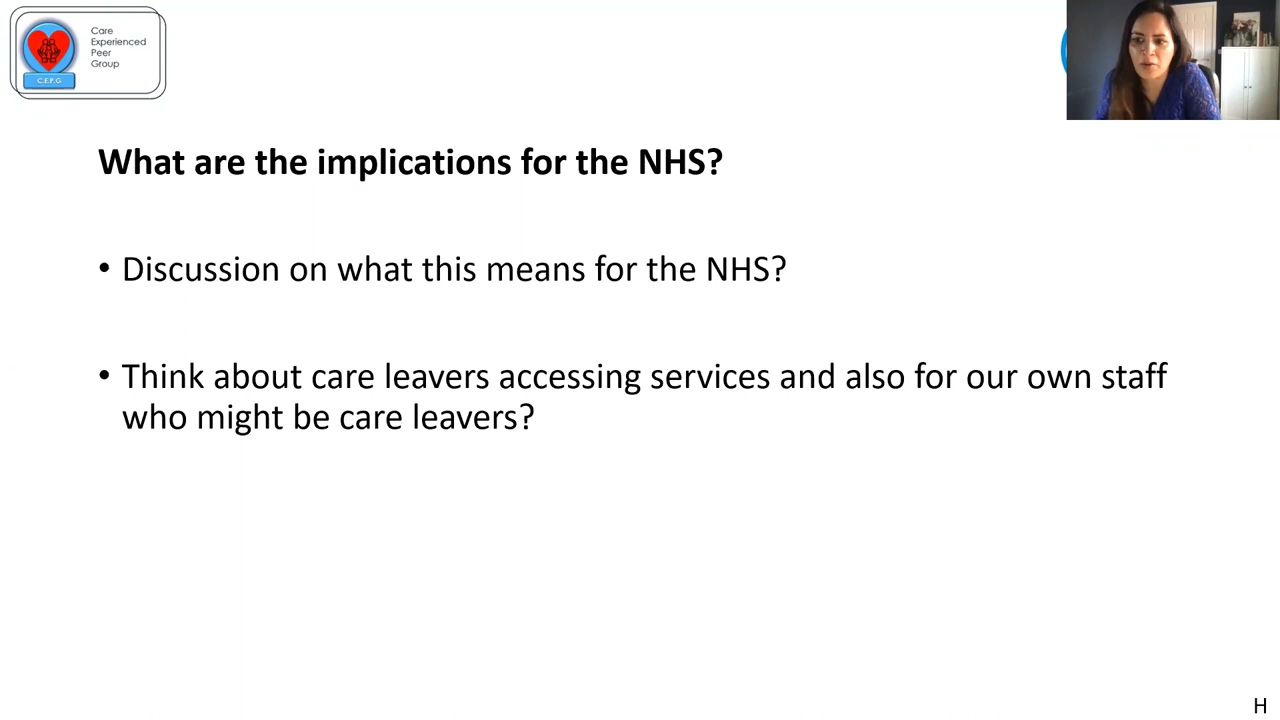 Care
Experienced
Peer
Group
C.E.P.G
What are the implications for the NHS?
• Discussion on what this means for the NHS?
• Think about care leavers accessing services and also for our own staff
who might be care leavers?
H